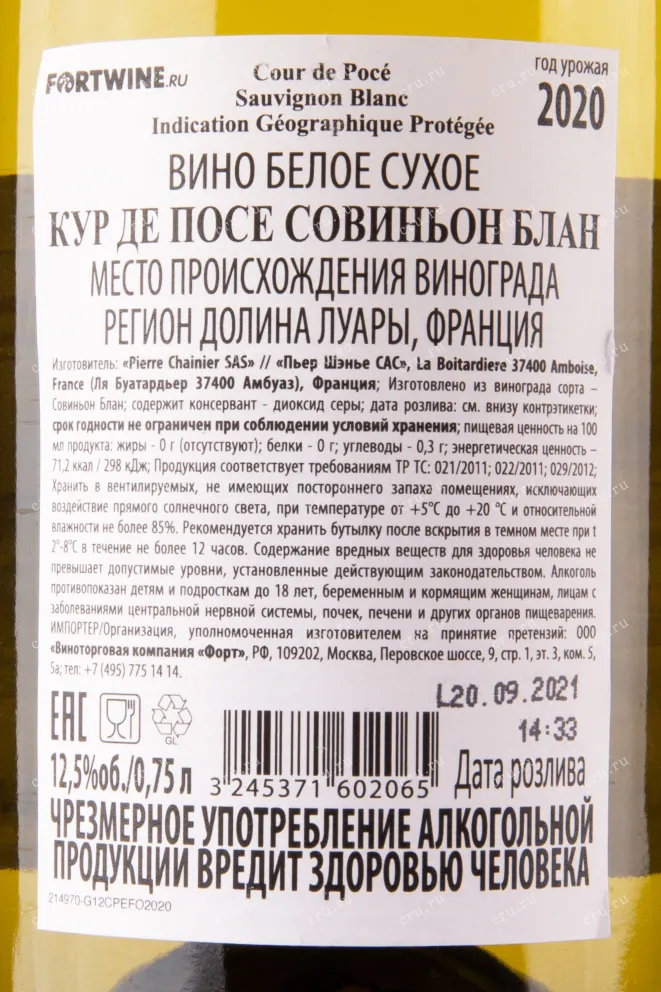 FORTWINE.RU
Cour de Pocé
Sauvignon Blanc
Indication Géographique Protégée
год урожая
2020
ВИНО БЕЛОЕ СУХОЕ
КУР ДЕ ПОСЕ СОВИНЬОН БЛАН
МЕСТО ПРОИСХОЖДЕНИЯ ВИНОГРАДА
РЕГИОН ДОЛИНА ЛУАРЫ, ФРАНЦИЯ
Изготовитель: «Pierre Chainier SAS» // «Пьер Шэнье САС», La Boitardiere 37400 Amboise,
France (Ля Буатардьер 37400 Амбуаз), Франция; Изготовлено из винограда сорта –
Совиньон Блан; содержит консервант - диоксид серы; дата розлива: см. внизу контрэтикетки;
срок годности не ограничен при соблюдении условий хранения; пищевая ценность на 100
мл продукта: жиры - 0 г (отсутствуют); белки - 0 г; углеводы - 0,3 г; энергетическая ценность –
71,2 ккал / 298 кДж; Продукция соответствует требованиям ТР ТС: 021/2011; 022/2011; 029/2012;
Хранить в вентилируемых, не имеющих постороннего запаха помещениях, исключающих
воздействие прямого солнечного света, при температуре от +5°С до +20 °С и относительной
влажности не более 85%. Рекомендуется хранить бутылку после вскрытия в темном месте при t
2°-8°С в течение не более 12 часов. Содержание вредных веществ для здоровья человека не
превышает допустимые уровни, установленные действующим законодательством. Алкоголь
противопоказан детям и подросткам до 18 лет, беременным и кормящим женщинам, лицам с
заболеваниями центральной нервной системы, почек, печени и других органов пищеварения.
ИМПОРТЕР/Организация, уполномоченная изготовителем на принятие претензий: ООО
«Виноторговая компания «Форт», РФ, 109202, Москва, Перовское шоссе, 9, стр. 1, эт. 3, ком. 5,
5а; тел: +7 (495) 775 14 14.
L20.09.2021
14:33
EAC
GL
12,5%об./0,75 л
3 245371 602065
Дата розлива
ЧРЕЗМЕРНОЕ УПОТРЕБЛЕНИЕ АЛКОГОЛЬНОЙ
ПРОДУКЦИИ ВРЕДИТ ЗДОРОВЬЮ ЧЕЛОВЕКА
214970-G12CPEFO2020
cru.ru